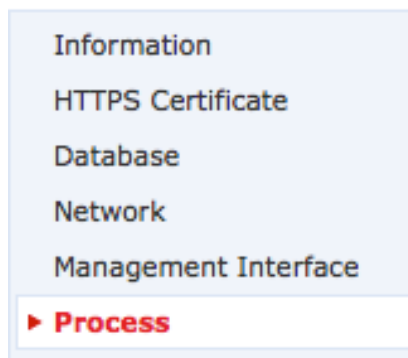 Information
HTTPS Certificate
Database
Network
Management Interface
Process